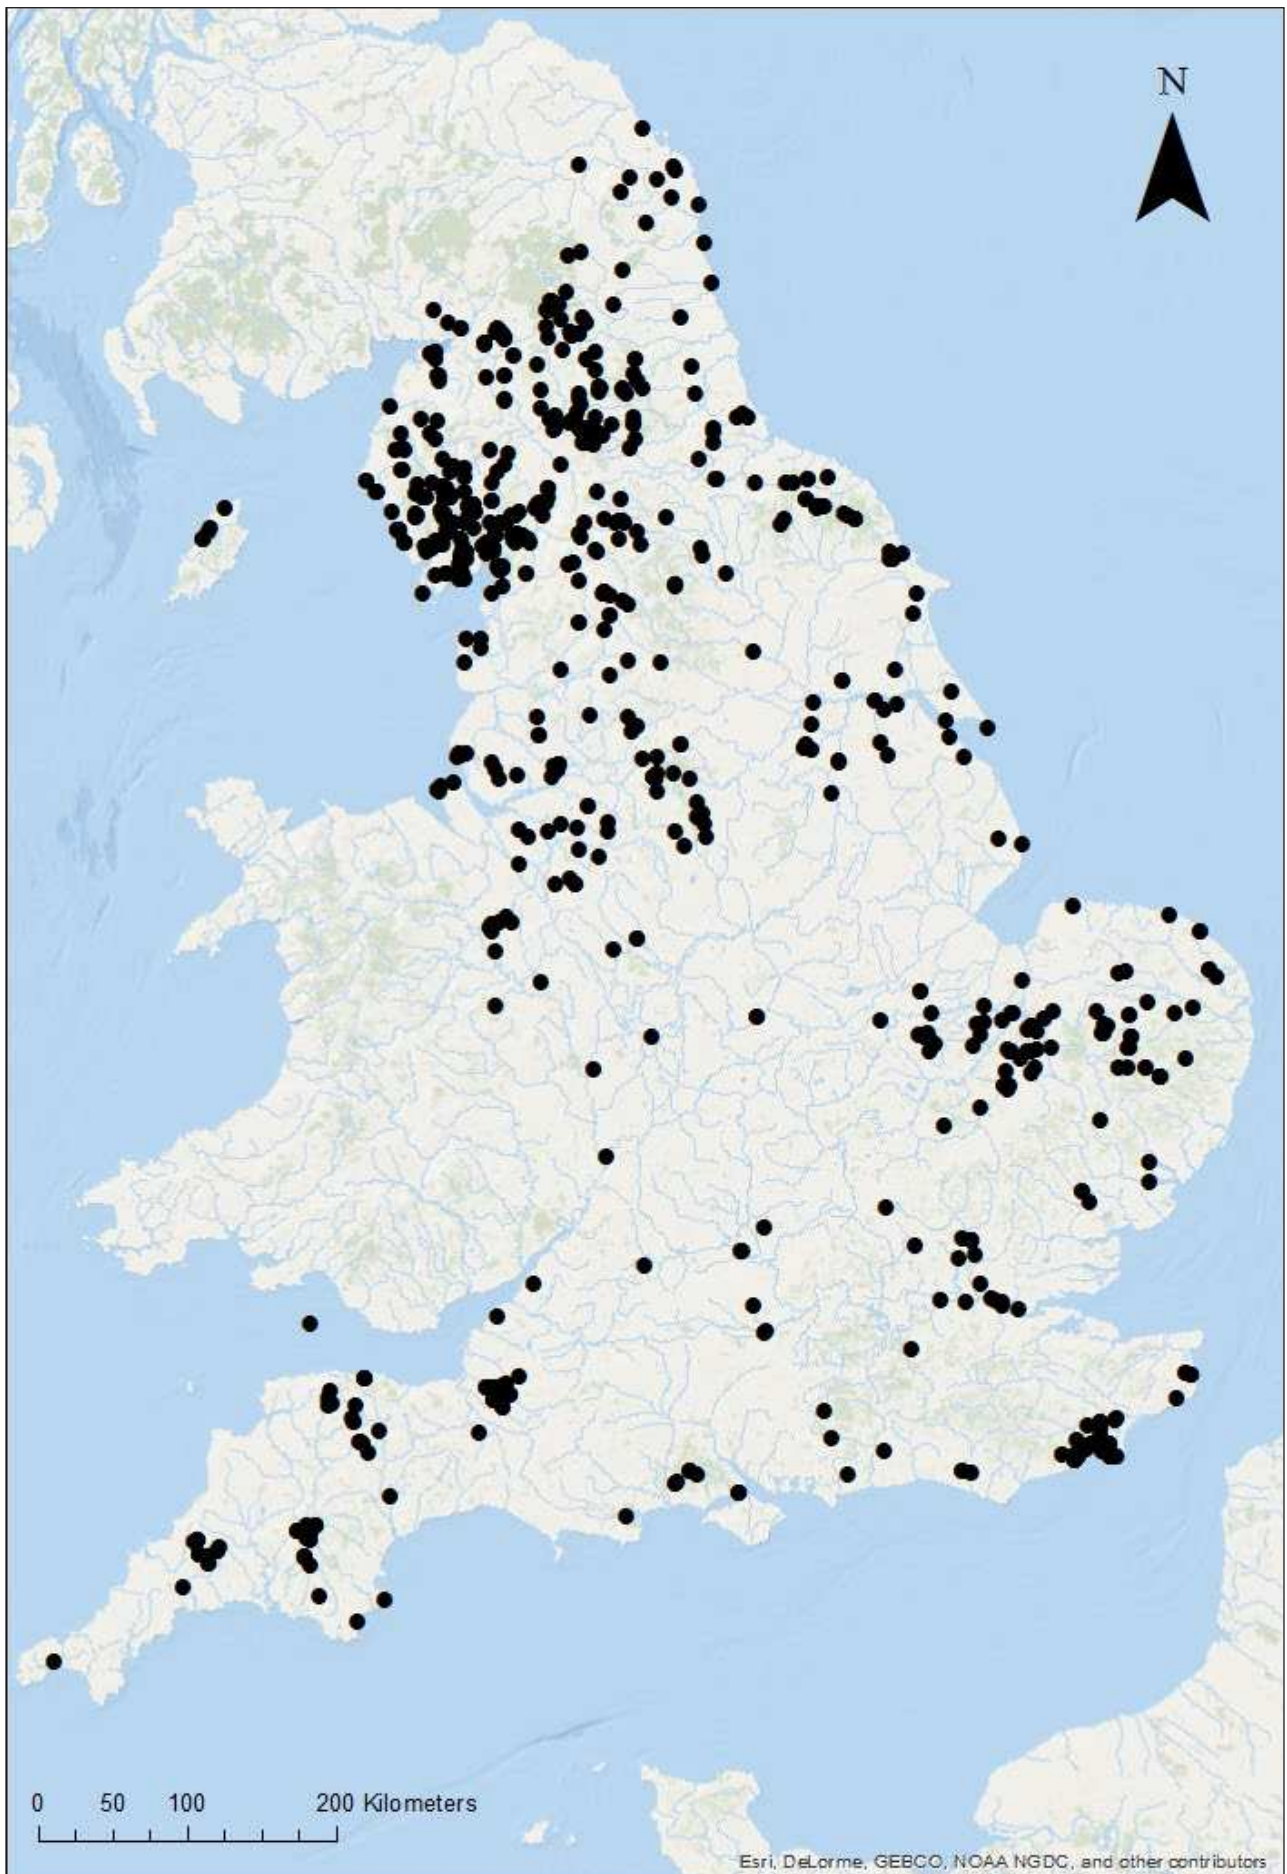 N
0 50 100 200 Kilometers
Esri, DeLorme, GEBCO, NOAA NGDC, and other contributors